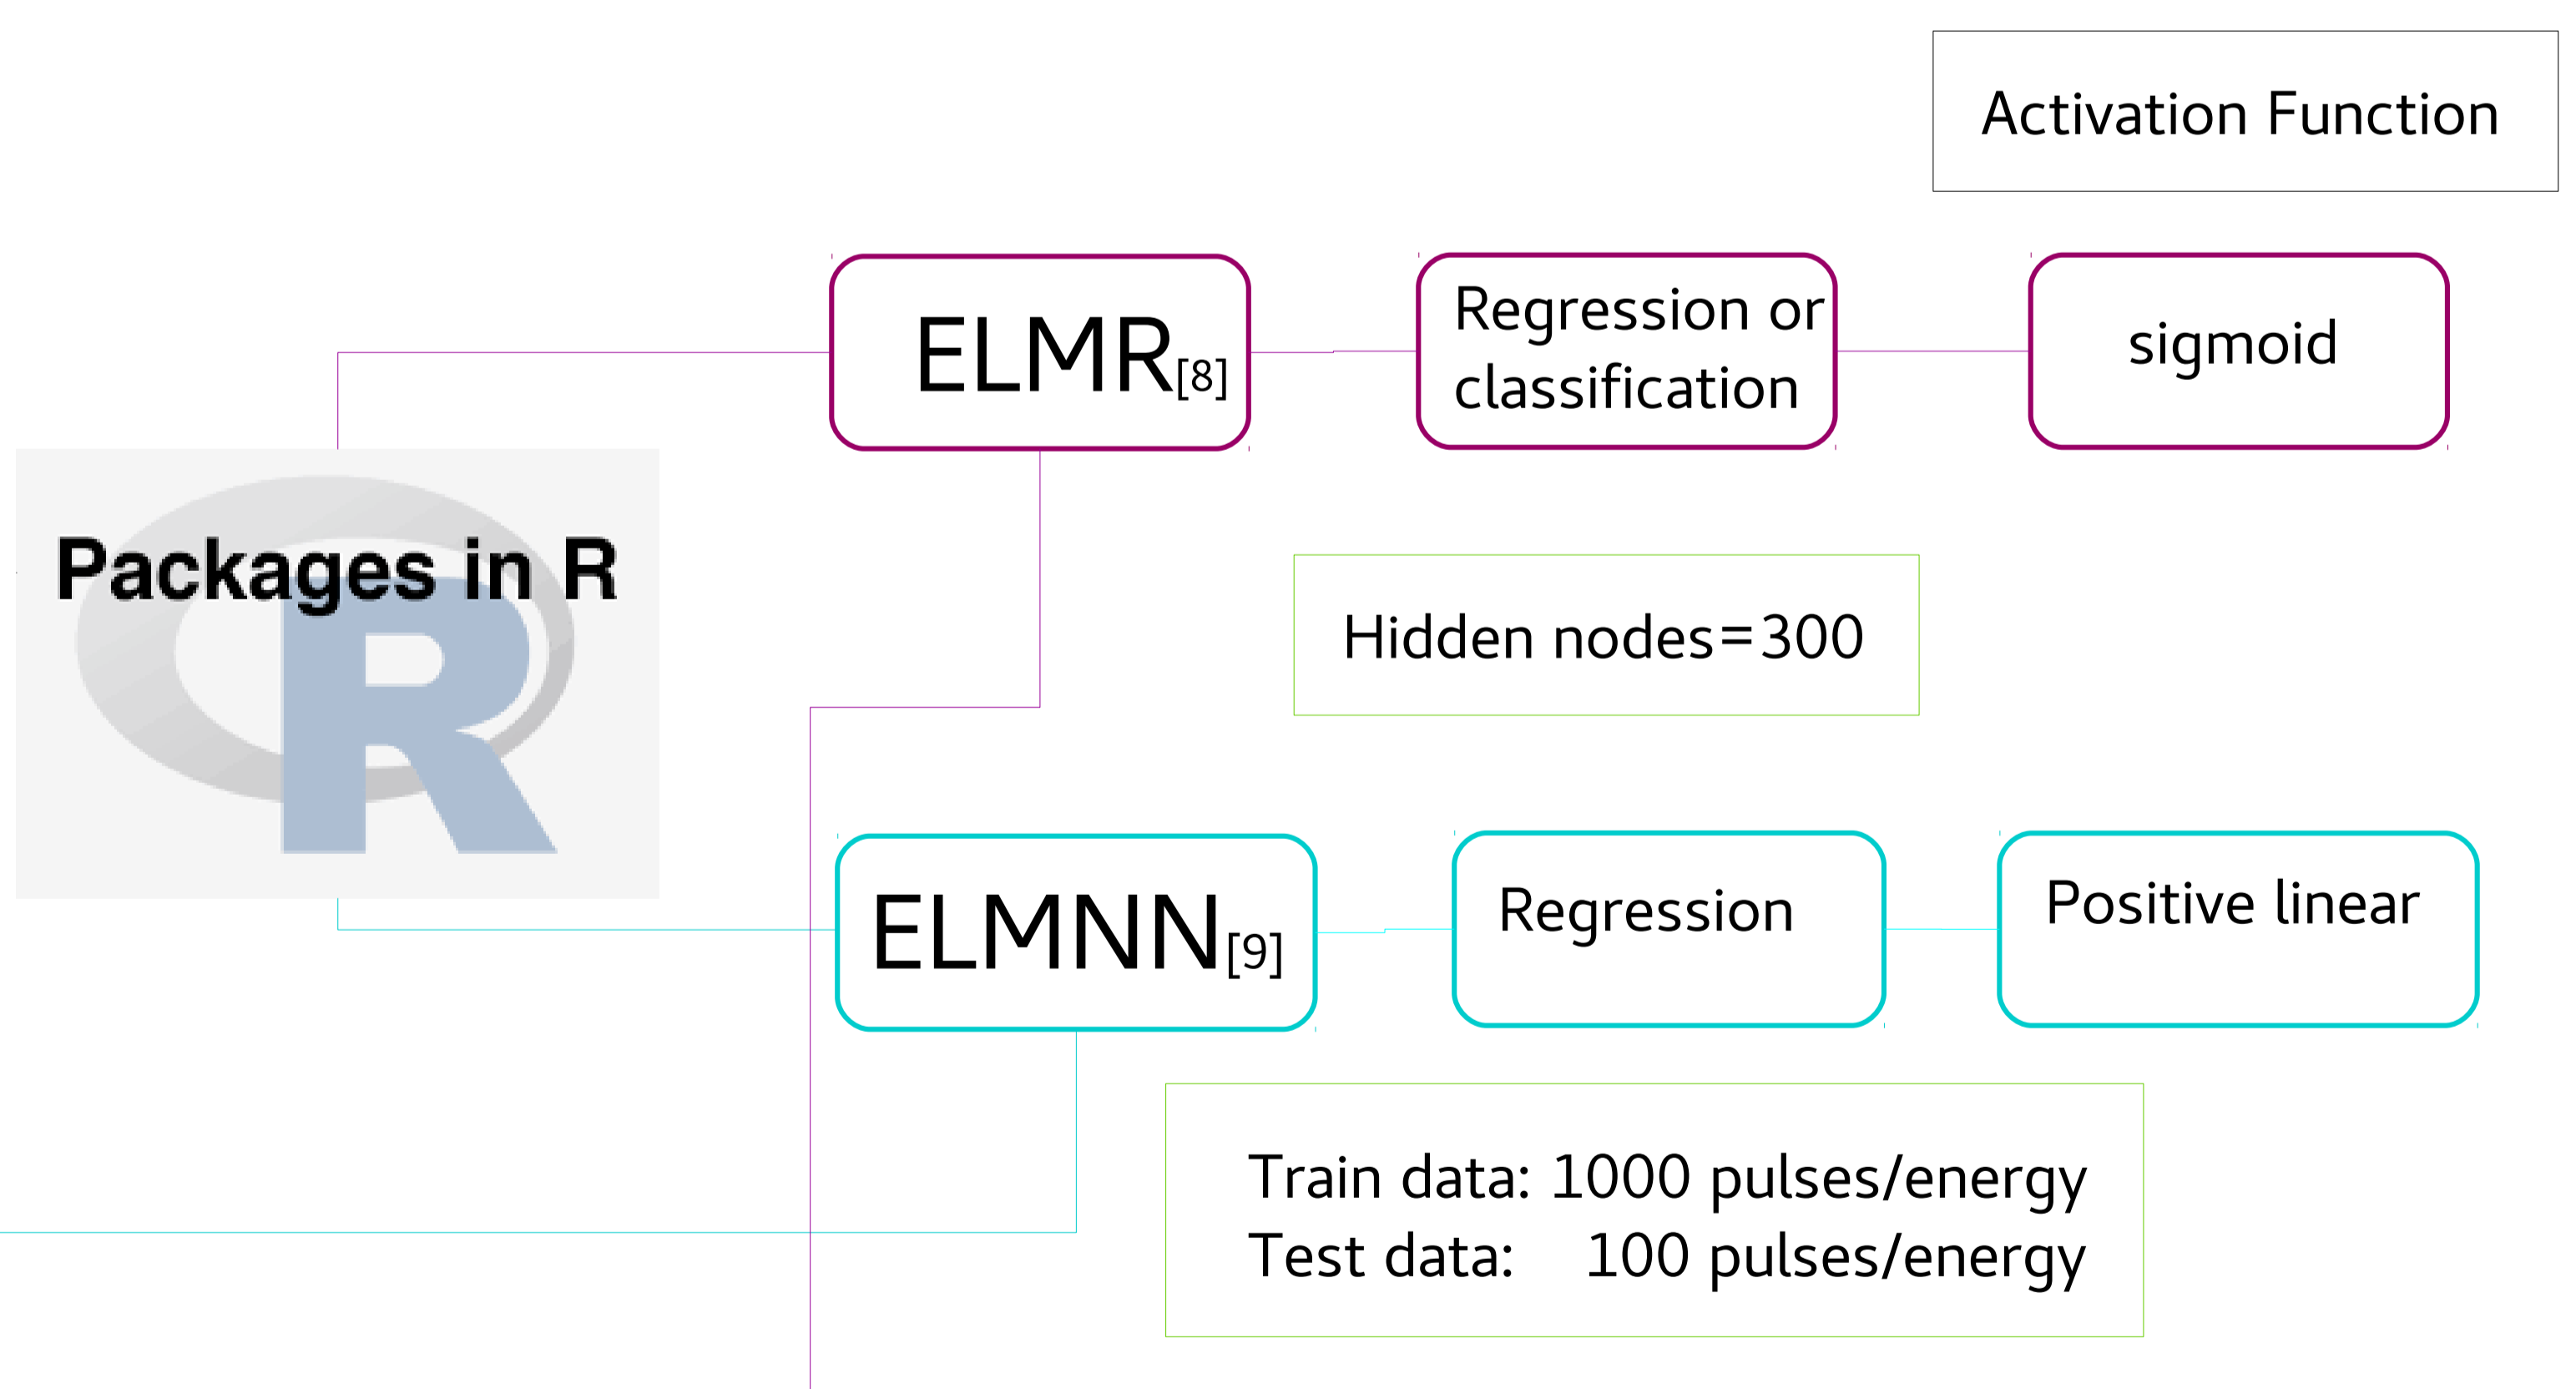 Activation Function
ELMR[8]
Regression or
classification
sigmoid
Packages in R
R
Hidden nodes=300
ELMNN[9]
Regression
Positive linear
Train data: 1000 pulses/energy
Test data: 100 pulses/energy